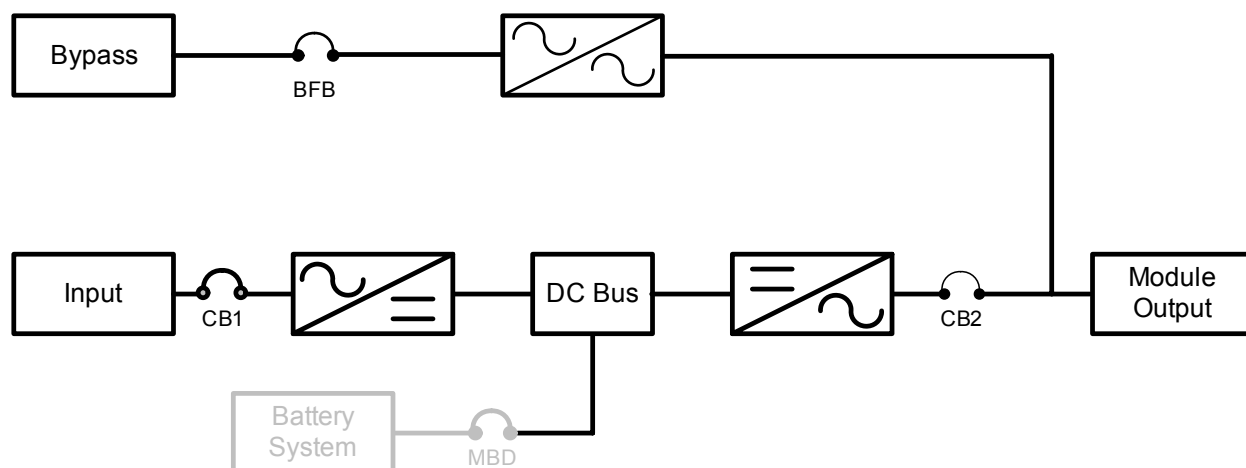 Bypass
BFB
Input
CB1
DC Bus
CB2
Module
Output
Battery
System
MBD